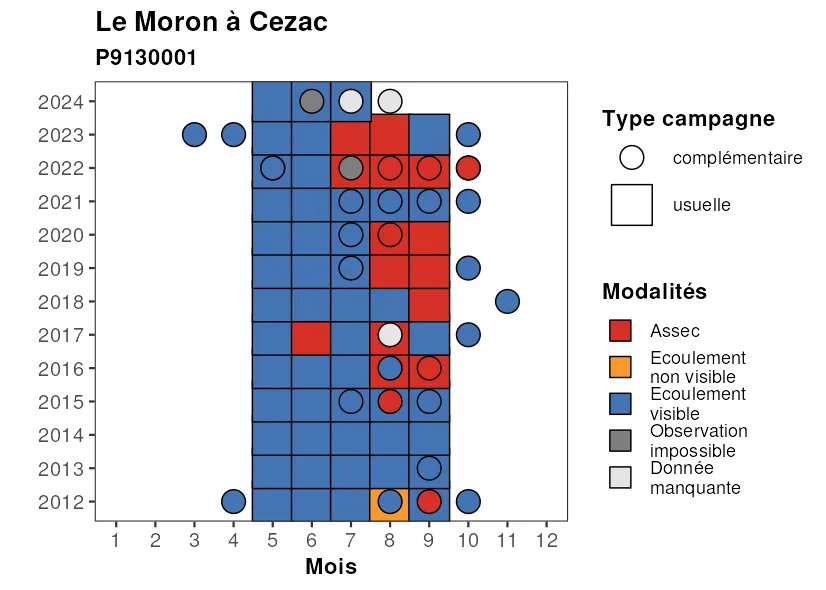 Le Moron à Cezac
P9130001
2024
2023
2022
2021
2020
2019
2018
2017
2016
2015
2014
2013
2012
1 2 3 4 5 6 7 8 9 10 11 12
Mois
Type campagne
complémentaire
usuelle
Modalités
Assec
Ecoulement
non visible
Ecoulement
visible
Observation
impossible
Donnée
manquante